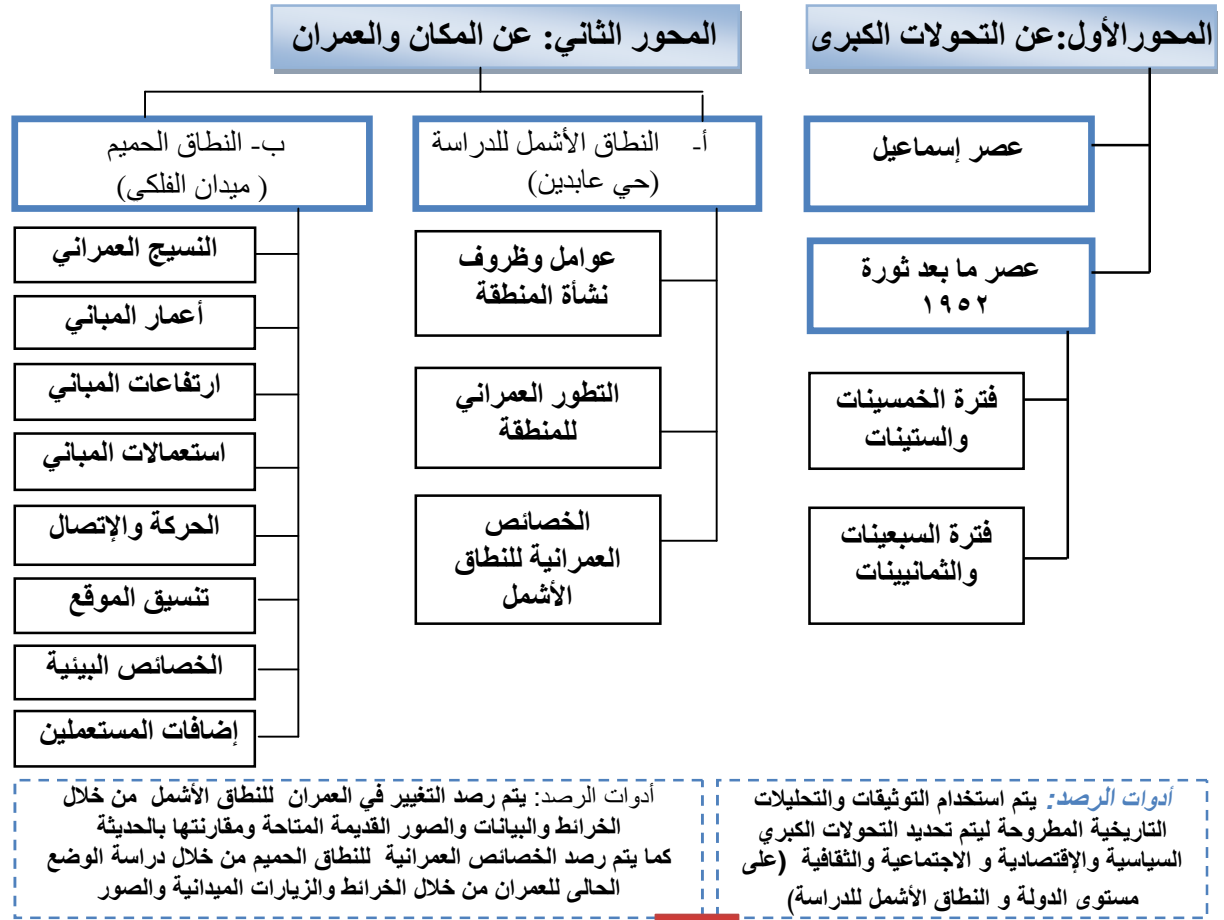 المحورالأول:عن التحولات الكبرى
عصر إسماعيل
عصر ما بعد ثورة
١٩٥٢
فترة الخمسينات
والستينات
فترة السبعينات
والثمانيينات
أدوات الرصد: يتم استخدام التوثيقات والتحليلات
التاريخية المطروحة ليتم تحديد التحولات الكبري
السياسية والإقتصادية و الاجتماعية والثقافية (على
مستوى الدولة و النطاق الأشمل للدراسة)
المحور الثاني: عن المكان والعمران
أ- النطاق الأشمل للدراسة
(حي عابدين)
عوامل وظروف
نشأة المنطقة
التطور العمراني
للمنطقة
الخصائص
العمرانية للنطاق
الأشمل
ب- النطاق الحميم
( ميدان الفلكى)
النسيج العمراني
أعمار المباني
ارتفاعات المباني
استعمالات المباني
الحركة والإتصال
تنسيق الموقع
الخصائص البيئية
إضافات المستعملين
أدوات الرصد: يتم رصد التغيير في العمران للنطاق الأشمل من خلال
الخرائط والبيانات والصور القديمة المتاحة ومقارنتها بالحديثة
كما يتم رصد الخصائص العمرانية للنطاق الحميم من خلال دراسة الوضع
الحالى للعمران من خلال الخرائط والزيارات الميدانية والصور